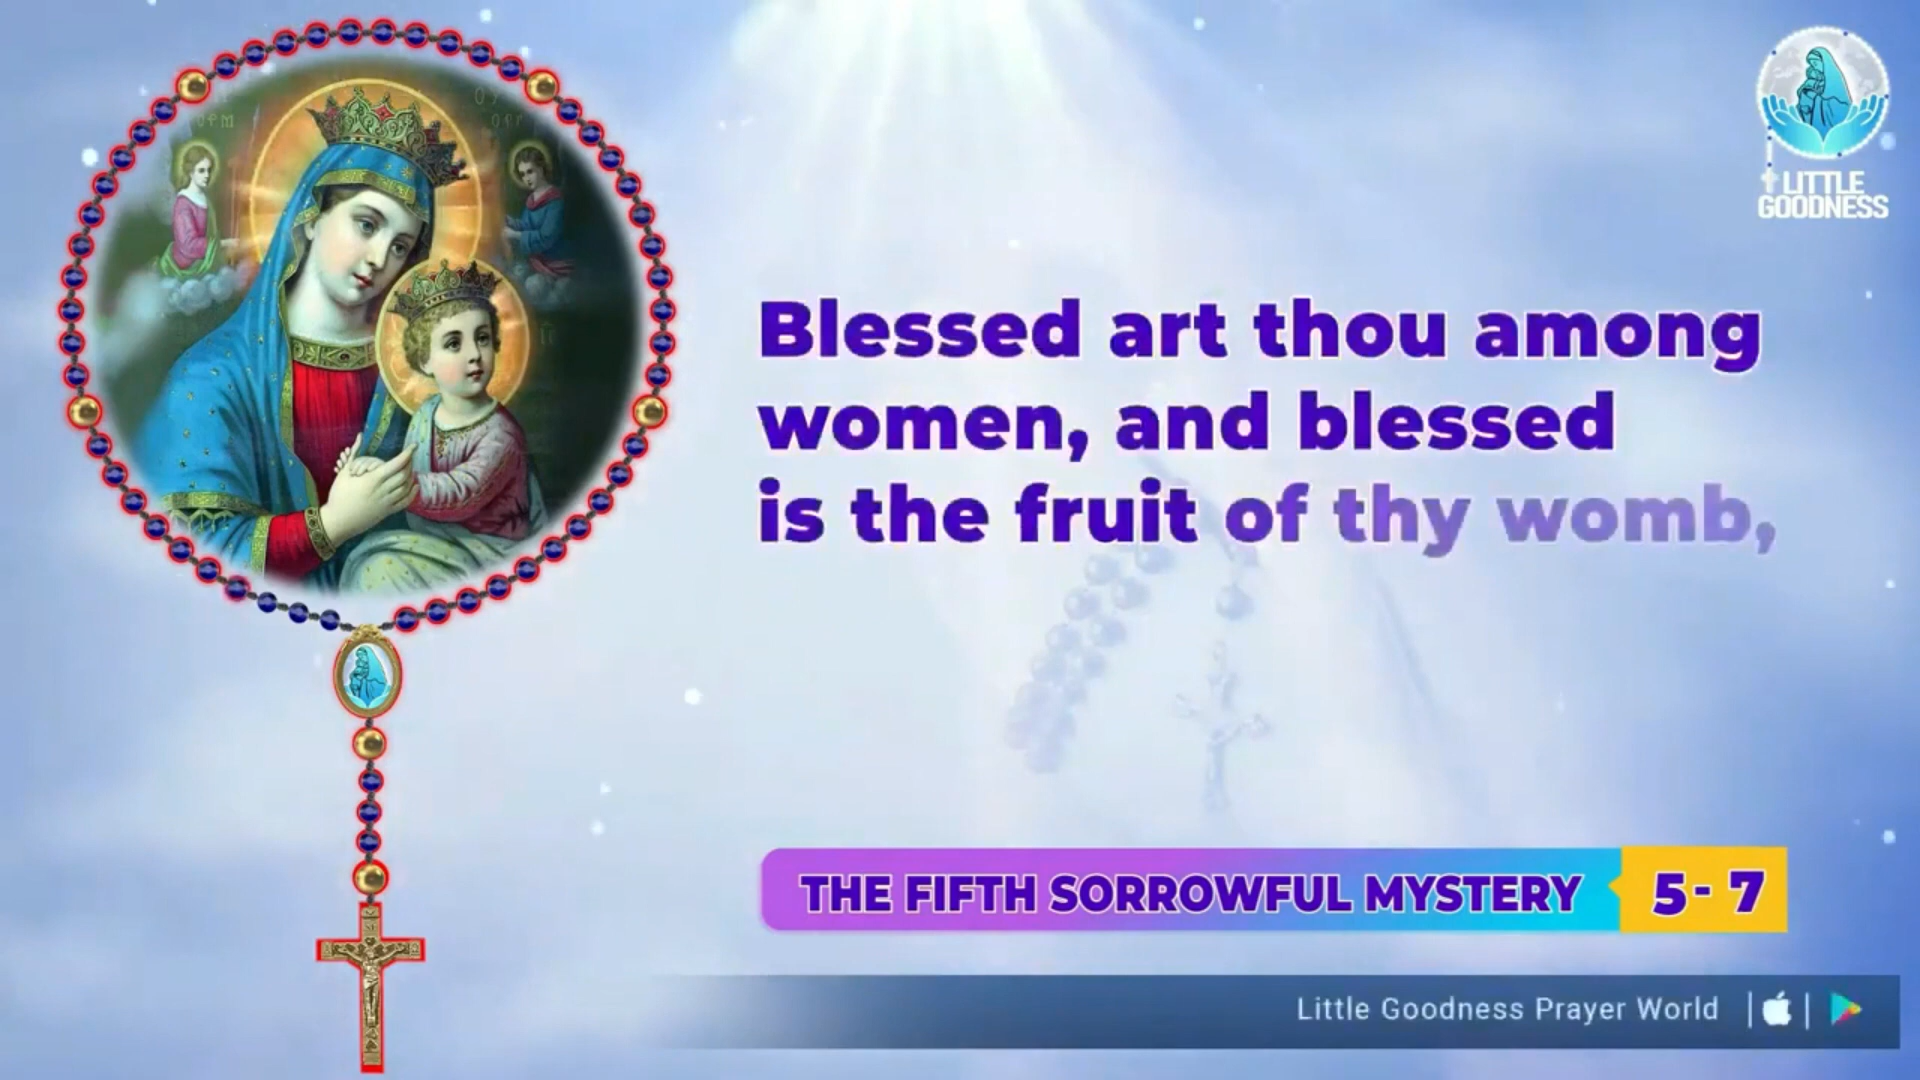 LITTLE
GOODNESS
Blessed art thou among
women, and blessed
is the fruit of thy womb,
THE FIFTH SORROWFUL MYSTERY 5- 7
Little Goodness Prayer World